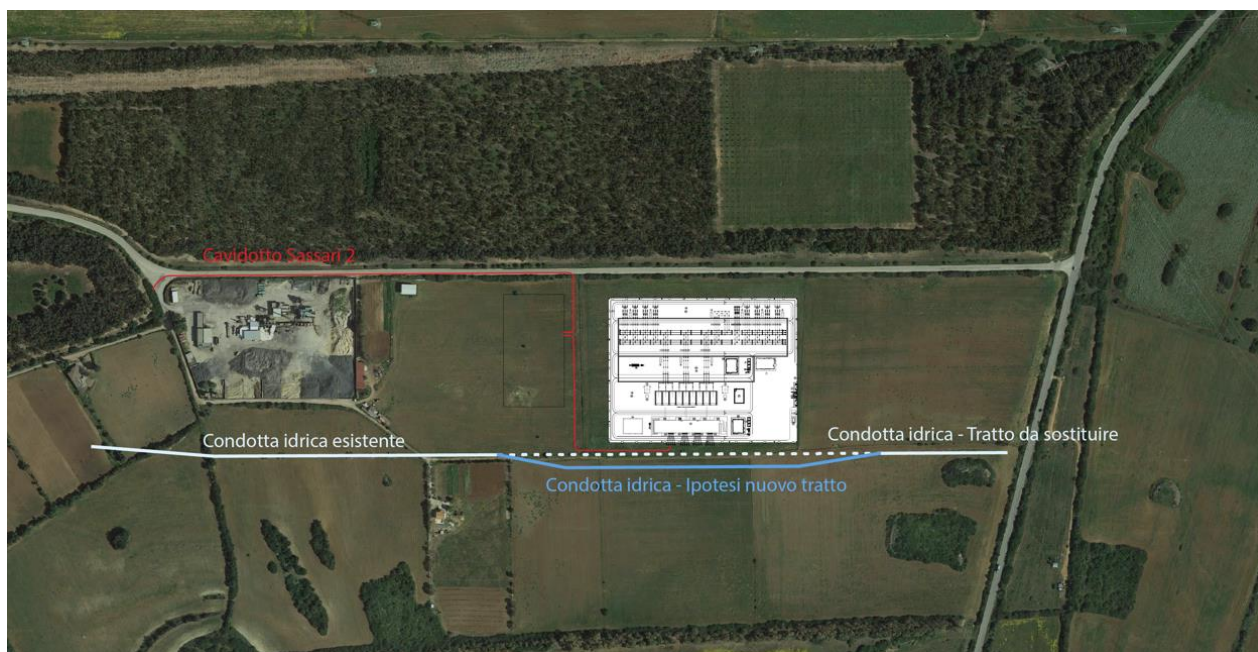 Cavidotto Sassari 2
Condotta idrica esistente
Condotta idrica - Tratto da sostituire
Condotta idrica - Ipotesi nuovo tratto